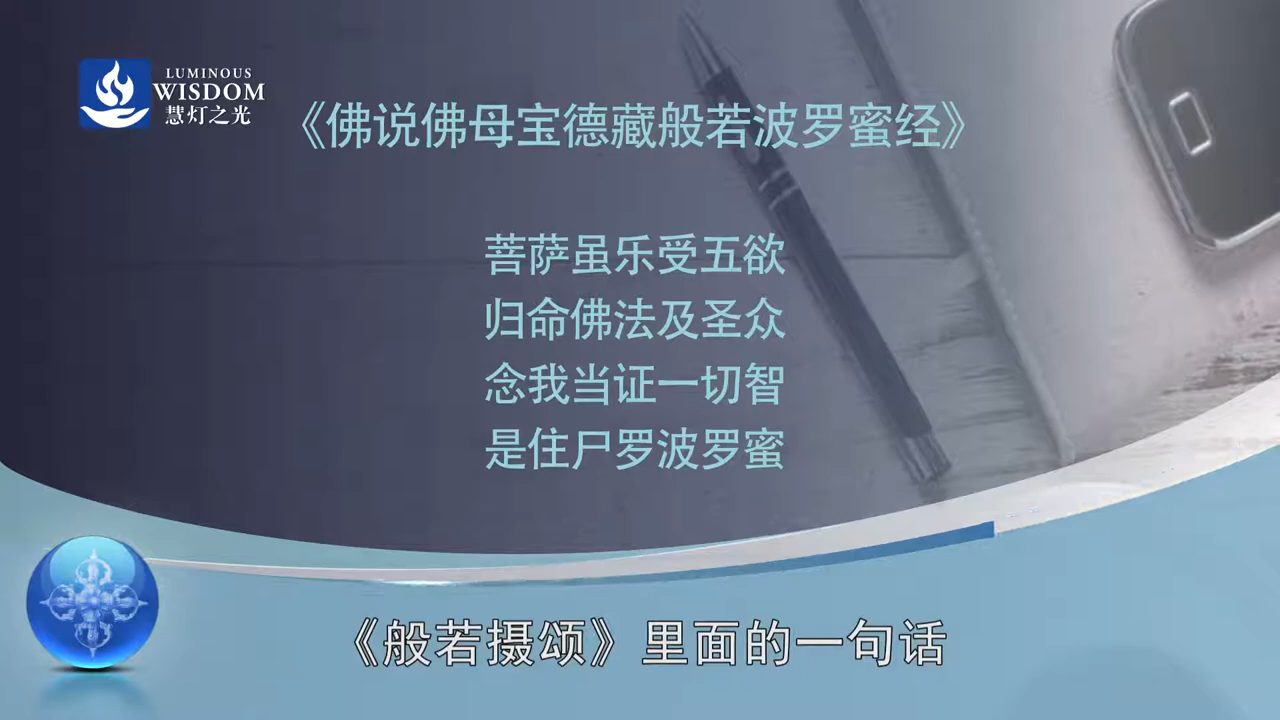 LUMINOUS
WISDOM
慧灯之光
《佛说佛母宝德藏般若波罗蜜经》
菩萨虽乐受五欲
归命佛法及圣众
念我当证一切智
是住尸罗波罗蜜
《般若摄颂》里面的一句话